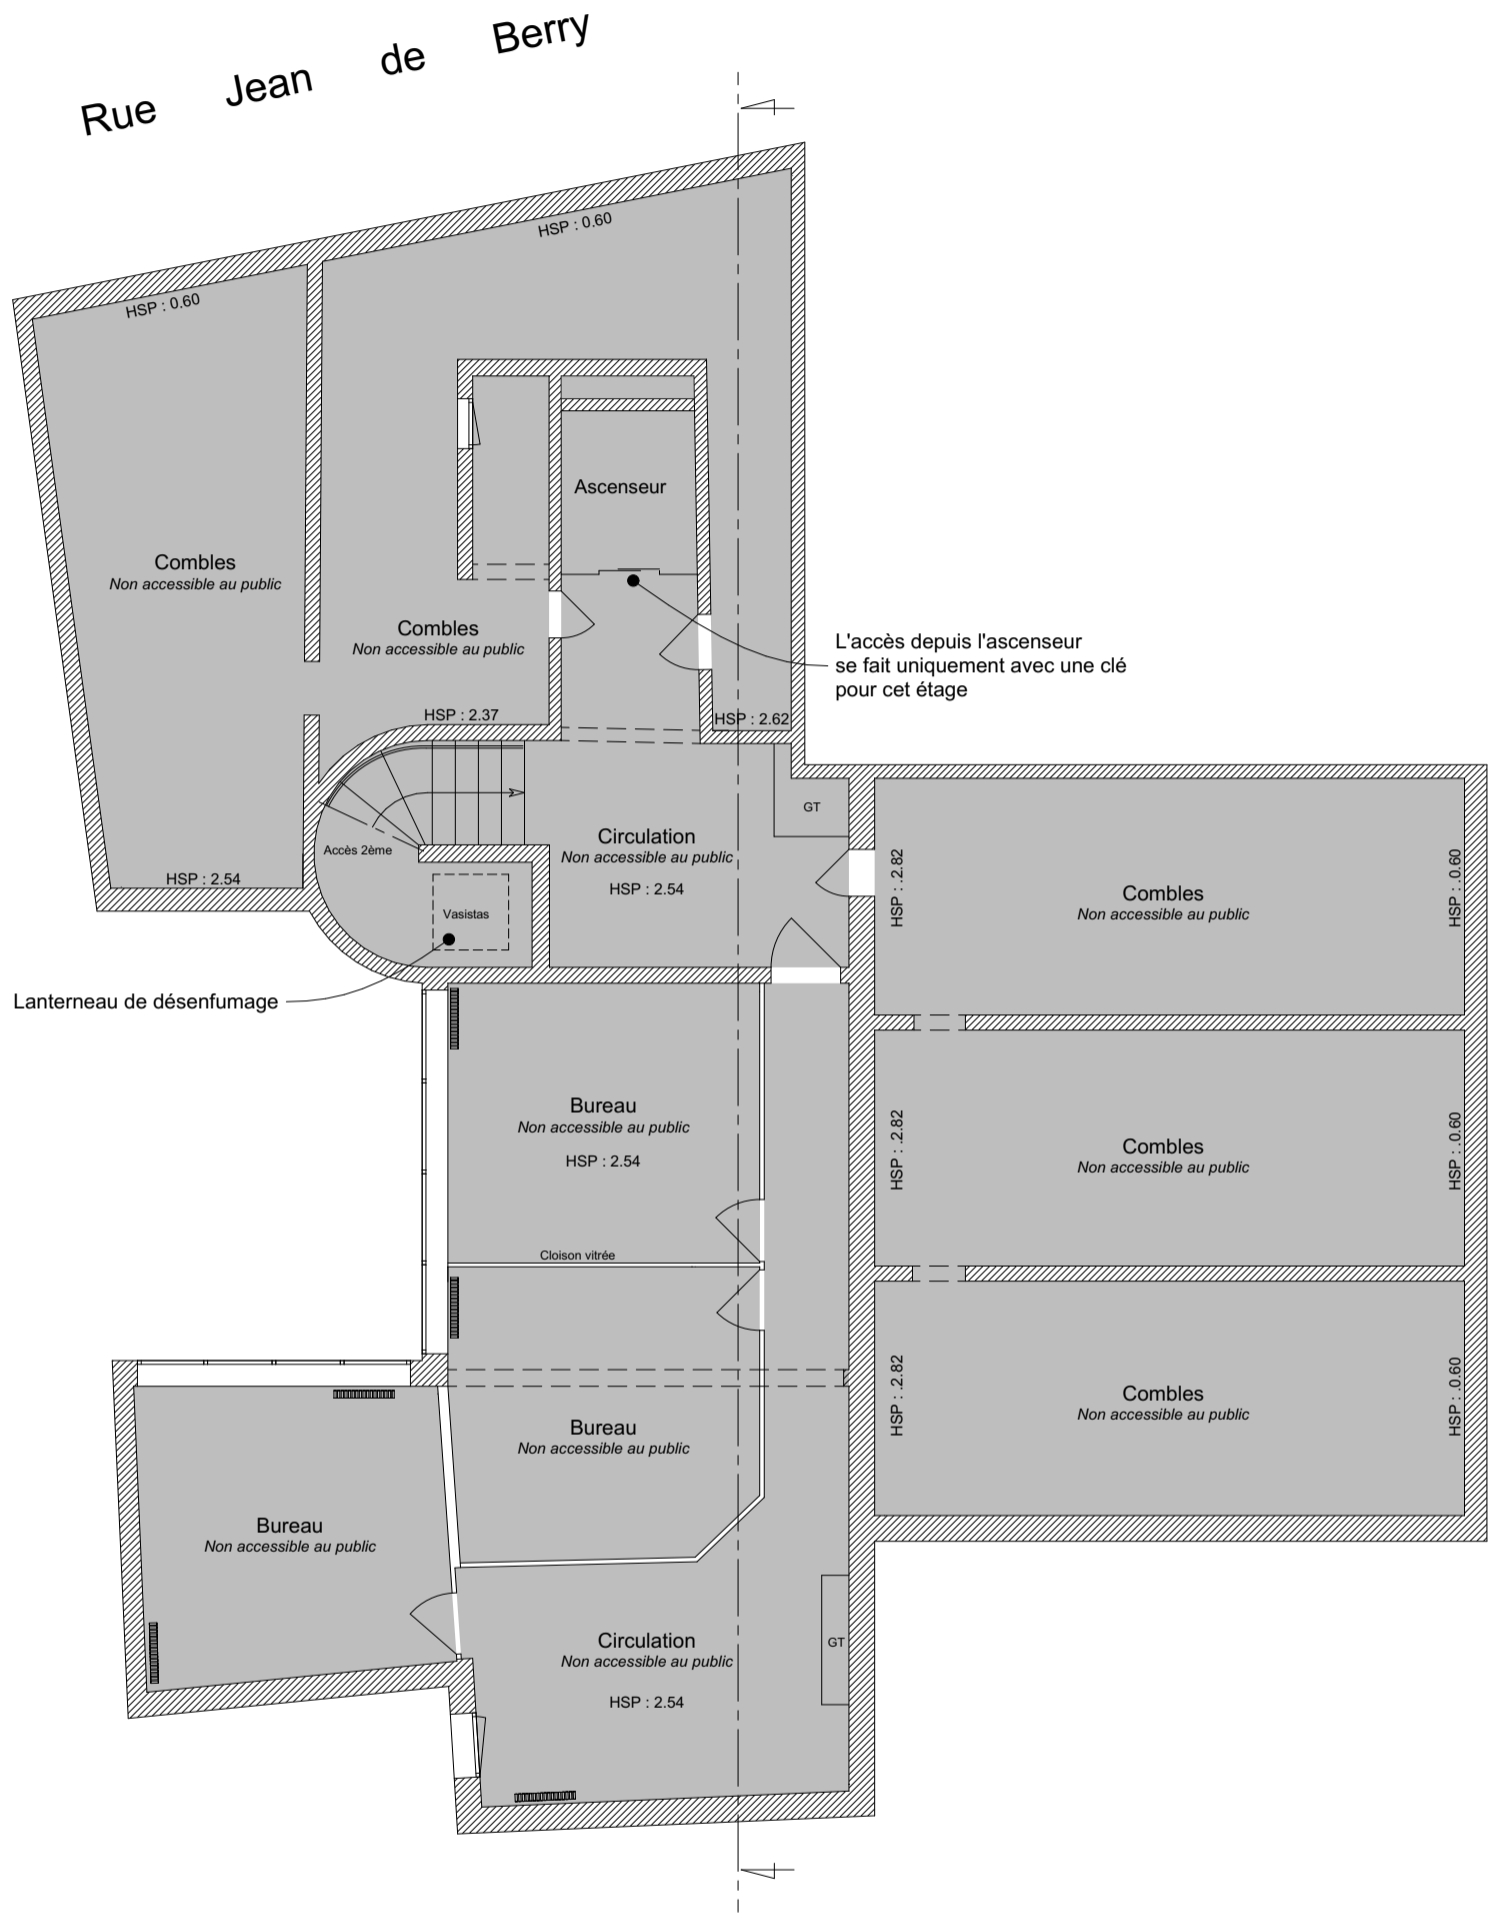 Rue Jean de Berry
HSP : 0.60
HSP : 0.60
Ascenseur
Combles
Non accessible au public
Combles
Non accessible au public
L'accès depuis l'ascenseur
se fait uniquement avec une clé
pour cet étage
HSP : 2.37
HSP : 2.62
GT
Circulation
Non accessible au public
HSP : 2.54
Accès 2ème
HSP : 2.54
Vasistas
HSP : .2.82
Combles
Non accessible au public
HSP : .0.60
Lanterneau de désenfumage
Bureau
Non accessible au public
HSP : 2.54
HSP : .2.82
Combles
Non accessible au public
HSP : .0.60
Cloison vitrée
HSP : .2.82
Combles
Non accessible au public
HSP : .0.60
Bureau
Non accessible au public
Bureau
Non accessible au public
Circulation
Non accessible au public
GT
HSP : 2.54